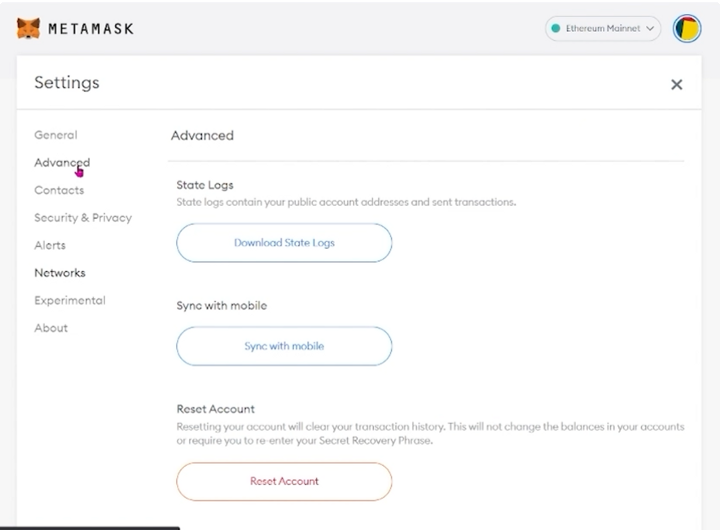 METAMASK
Ethereum Mainnet
Settings
General
Advanced
Contacts
Security & Privacy
Alerts
Networks
Experimental
About
Advanced
State Logs
State logs contain your public account addresses and sent transactions.
Download State Logs
Sync with mobile
Sync with mobile
Reset Account
Resetting your account will clear your transaction history. This will not change the balances in your accounts
or require you to re-enter your Secret Recovery Phrase.
Reset Account